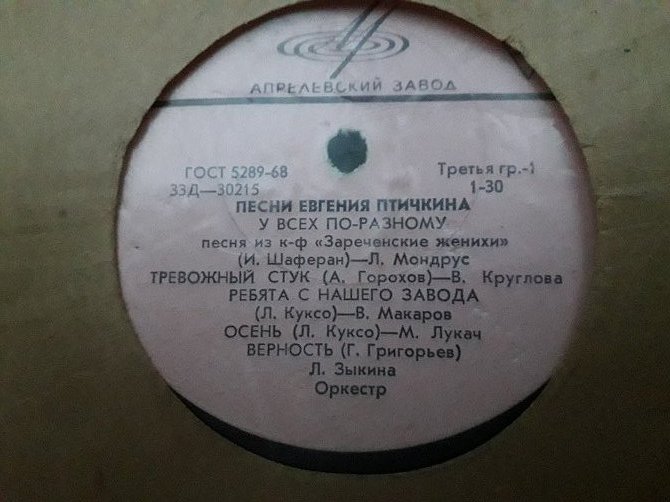 АПРЕЛЕВСКИЙ ЗАВОД
ГОСТ 5289-68 Третья гр.-1
33Д—30215 1-30
ПЕСНИ ЕВГЕНИЯ ПТИЧКИНА
У ВСЕХ ПО-РАЗНОМУ
песня из к-ф «Зареченские женихи»
(И. Шаферан)—Л. Мондрус
ТРЕВОЖНЫЙ СТУК (А. Горохов)—В. Круглова
РЕБЯТА С НАШЕГО ЗАВОДА
(Л. Куксо)—В. Макаров
ОСЕНЬ (Л. Куксо)—М. Лукач
ВЕРНОСТЬ (Г. Григорьев)
Л. Зыкина
Оркестр